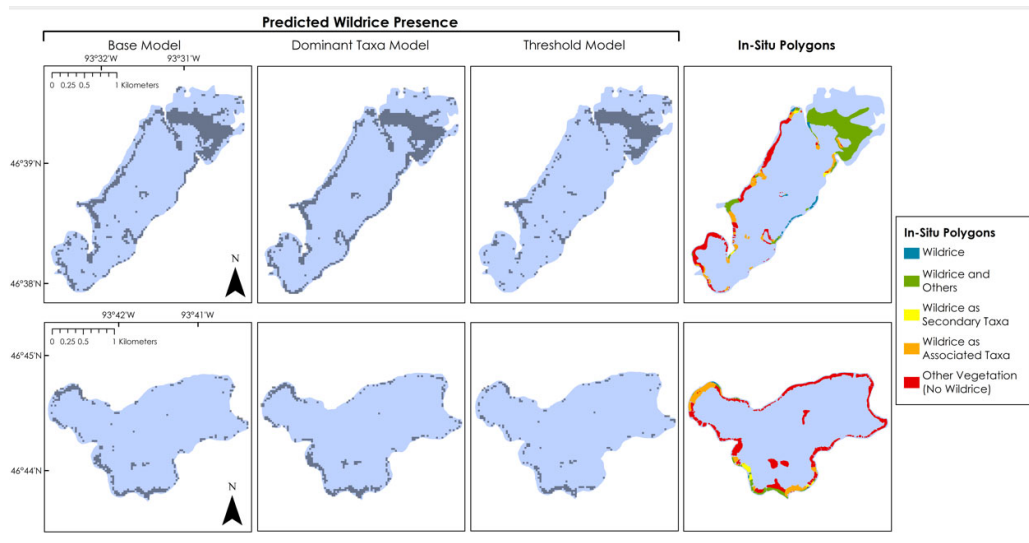 Predicted Wildrice Presence
Base Model
Dominant Taxa Model
Threshold Model
In-Situ Polygons
93°32'W
93°31'W
0 0.25 0.5 1 Kilometers
46°39'N
46°38'N
N
93°42'W
93°41'W
0 0.25 0.5 1 Kilometers
46°45'N
46°44'N
N
In-Situ Polygons
Wildrice
Wildrice and
Others
Wildrice as
Secondary Taxa
Wildrice as
Associated Taxa
Other Vegetation
(No Wildrice)